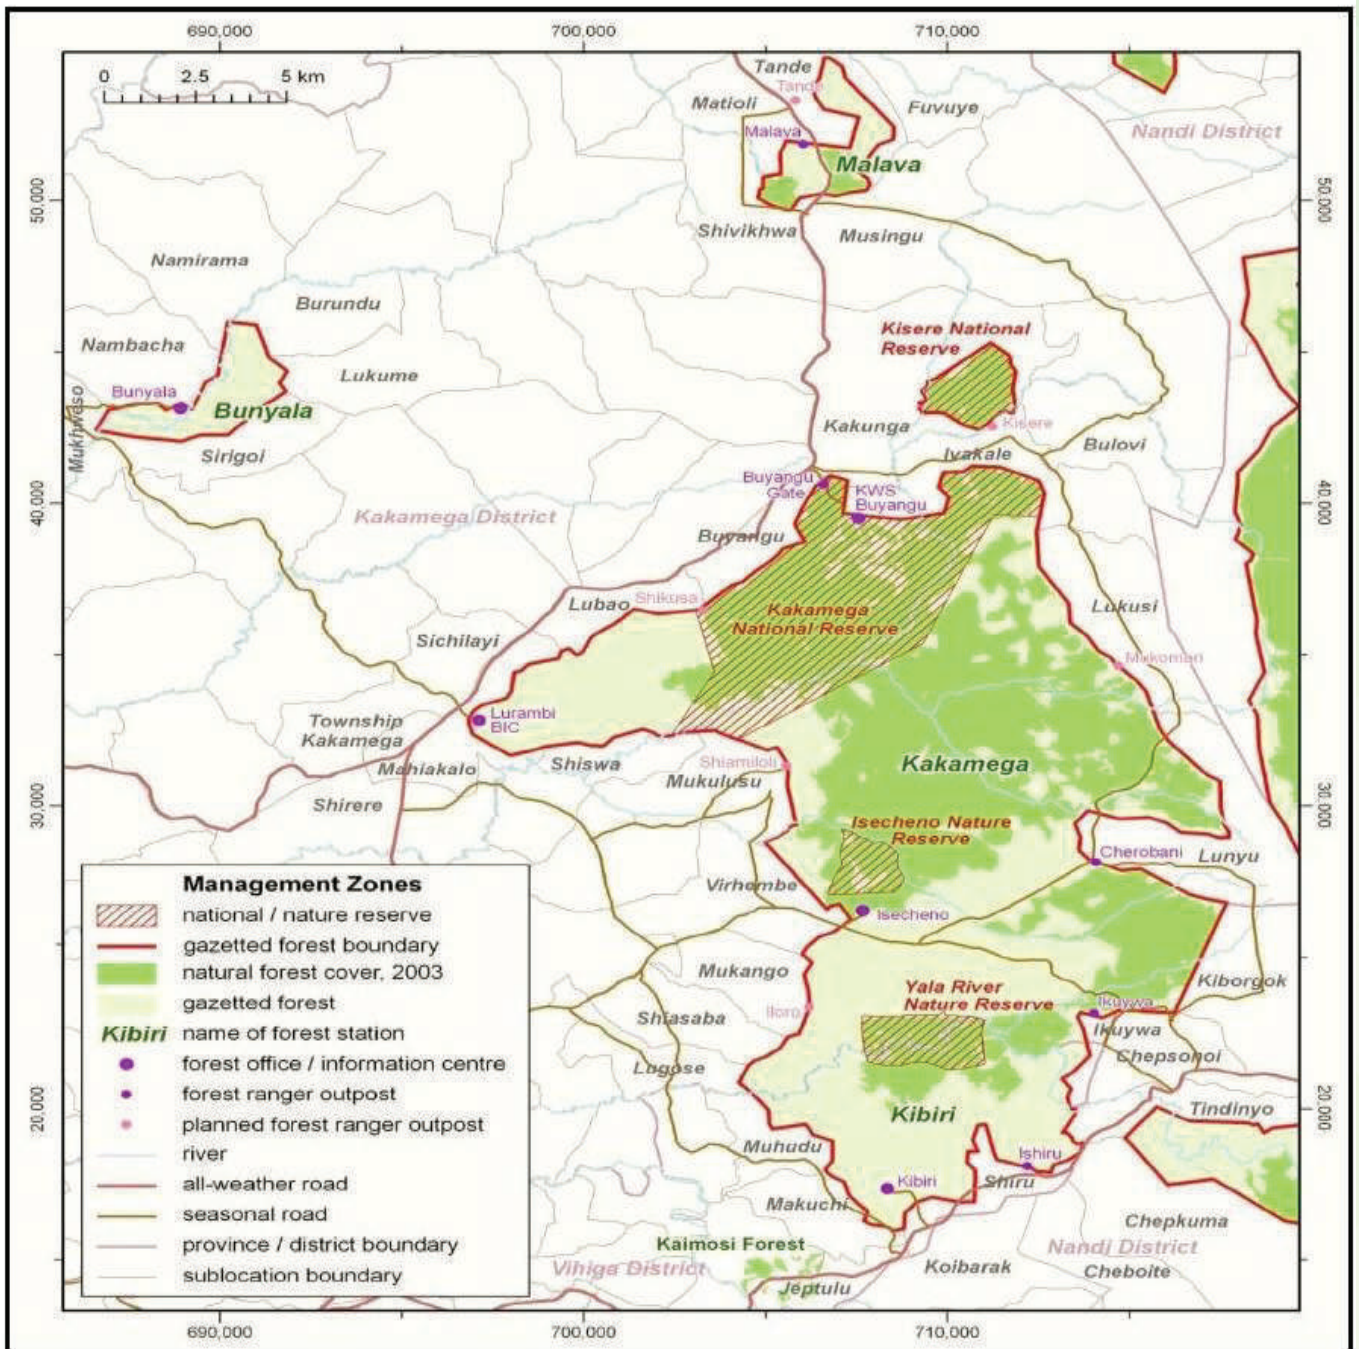 690,000
700,000
710,000
0 2.5 5 km
Tande
Tande
Matioli
Fuvuye
Malava
Nandi District
Malava
50,000
50,000
Shivikhwa
Musingu
Namirama
Burundu
Kisere National
Reserve
Nambacha
Lukume
Bunyala
Bunyala
Mukhweso
Kakunga
Kisere
Sirigoi
Bulovi
Ivakale
Buyangu
Gate
KWS
Buyangu
40,000
40,000
Kakamega District
Buyangu
Lubao
Shikusa
Kakamega
National Reserve
Lukusi
Sichilayi
Mukomari
Lurambi
BIC
Township
Kakamega
Mahiakalo
Shiswa
Shiamiloli
Mukulusu
Kakamega
30,000
30,000
Shirere
Isecheno Nature
Reserve
Cherobani
Lunyu
Virhembe
Isecheno
Mukango
Kiborgok
Yala River
Nature Reserve
Iloro
Ikuywa
Shiasaba
Ikuywa
Chepsonoi
Lugose
20,000
20,000
Kibiri
Tindinyo
Muhudu
Ishiru
Kibiri
Shiru
Makuchi
Chepkuma
Kaimosi Forest
Nandi District
Vihiga District
Koibarak
Cheboite
Jeptulu
Management Zones
national / nature reserve
gazetted forest boundary
natural forest cover, 2003
gazetted forest
Kibiri name of forest station
forest office / information centre
forest ranger outpost
planned forest ranger outpost
river
all-weather road
seasonal road
province / district boundary
sublocation boundary
690,000
700,000
710,000